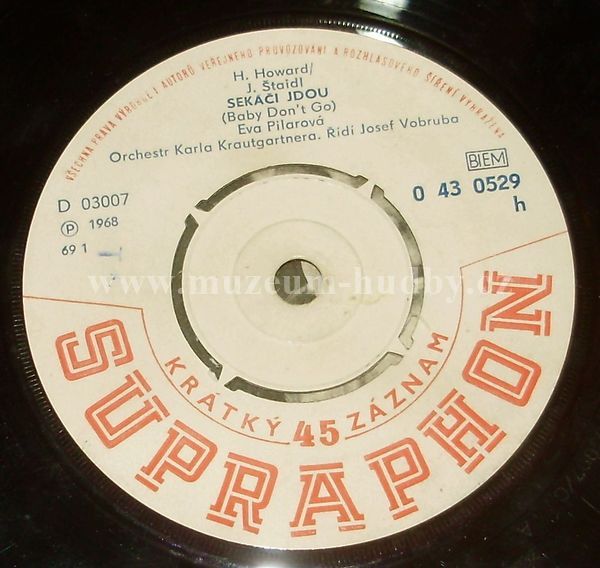 VŠECHNA PRÁVA VÝROBCE I AUTORŮ VEŘEJNÉHO PROVOZOVÁNÍ A ROZHLASOVÉHO ŠÍŘENÍ VYHRAŽENA
H. Howard/
J. Štaidl
SEKÁČI JDOU
(Baby Don't Go)
Eva Pilarová
Orchestr Karla Krautgartnera. Řídí Josef Vobruba
D 03007
Ⓟ 1968
69 1
BIEM
0 43 0529
h
www.muzeum-hudby.cz
KRÁTKÝ 45 ZÁZNAM
SUPRAPHON